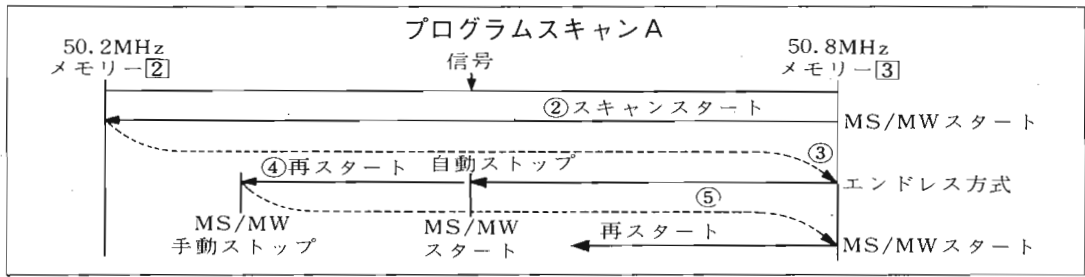 プログラムスキャンA
50.2MHz
メモリー2
信号
50.8MHz
メモリー3
②スキャンスタート
MS/MWスタート
③
④再スタート
自動ストップ
エンドレス方式
⑤
MS/MW
手動ストップ
MS/MW
スタート
再スタート
MS/MWスタート